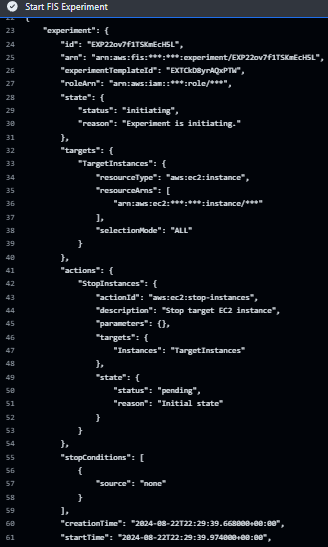 Start FIS Experiment
22 {
23 "experiment": {
24 "id": "EXP22ov7f1TSKmEcHSL",
25 "arn": "arn:aws:fis:***:***:experiment/EXP22ov7f1TSKmEcHSL",
26 "experimentTemplateId": "EXTCkD8yrAQxPTW",
27 "roleArn": "arn:aws:iam::***:role/***",
28 "state": {
29 "status": "initiating",
30 "reason": "Experiment is initiating."
31 },
32 "targets": {
33 "TargetInstances": {
34 "resourceType": "aws:ec2:instance",
35 "resourceArns": [
36 "arn:aws:ec2:***:***:instance/***"
37 ],
38 "selectionMode": "ALL"
39 }
40 },
41 "actions": {
42 "StopInstances": {
43 "actionId": "aws:ec2:stop-instances",
44 "description": "Stop target EC2 instance",
45 "parameters": {},
46 "targets": {
47 "Instances": "TargetInstances"
48 },
49 "state": {
50 "status": "pending",
51 "reason": "Initial state"
52 }
53 }
54 },
55 "stopConditions": [
56 {
57 "source": "none"
58 }
59 ],
60 "creationTime": "2024-08-22T22:29:39.668000+00:00",
61 "startTime": "2024-08-22T22:29:39.974000+00:00",